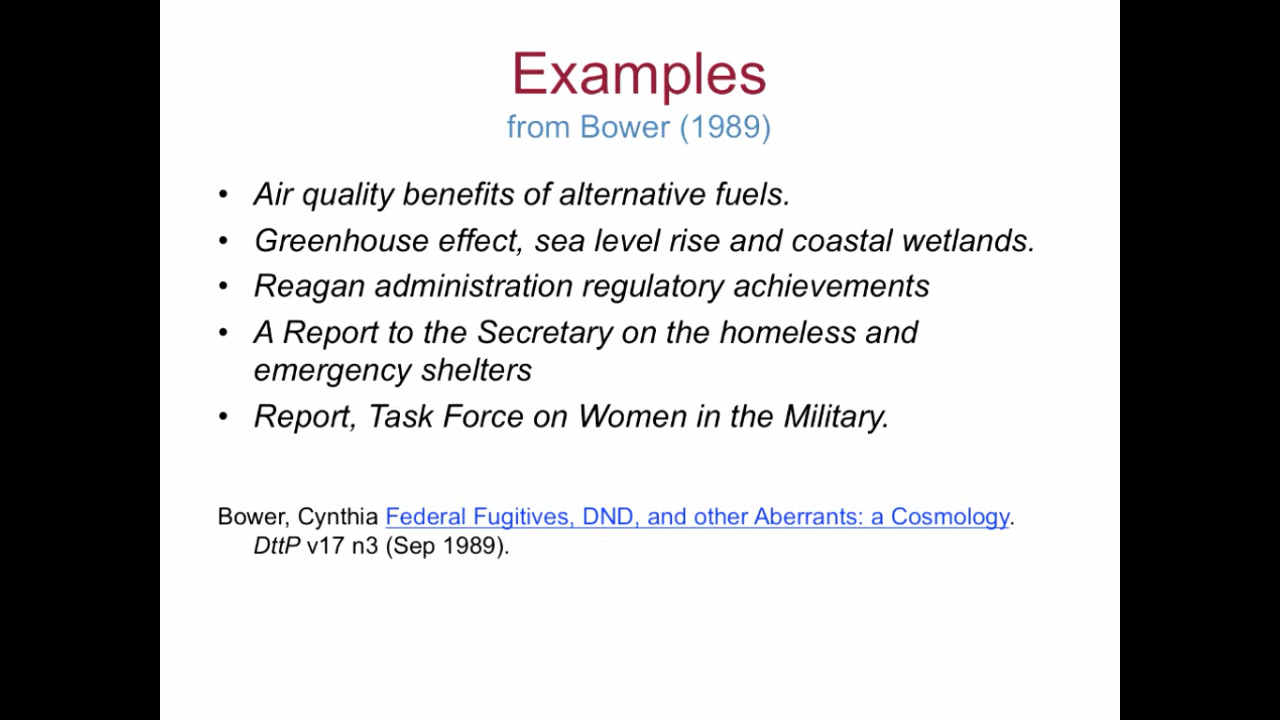 Examples
from Bower (1989)
• Air quality benefits of alternative fuels.
• Greenhouse effect, sea level rise and coastal wetlands.
• Reagan administration regulatory achievements
• A Report to the Secretary on the homeless and
emergency shelters
• Report, Task Force on Women in the Military.
Bower, Cynthia Federal Fugitives, DND, and other Aberrants: a Cosmology.
DttP v17 n3 (Sep 1989).